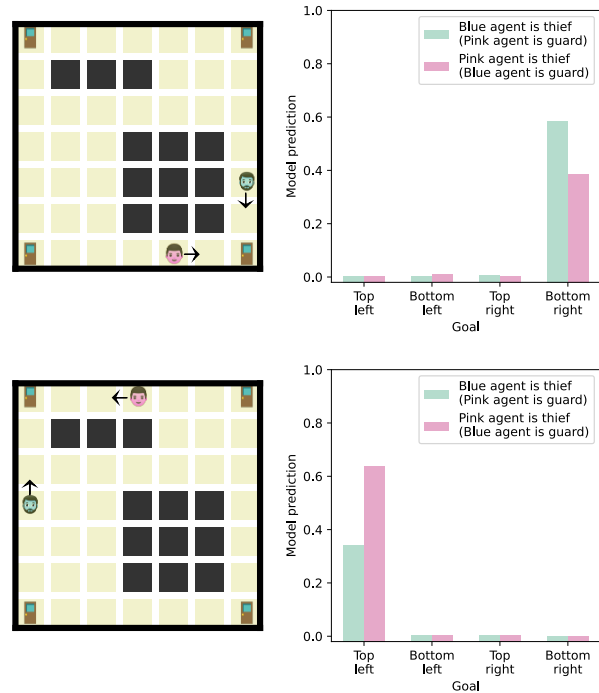 1.0
0.8
0.6
0.4
0.2
0.0
Model prediction
Blue agent is thief
(Pink agent is guard)
Pink agent is thief
(Blue agent is guard)
Top
left
Bottom
left
Top
right
Bottom
right
Goal
1.0
0.8
0.6
0.4
0.2
0.0
Model prediction
Blue agent is thief
(Pink agent is guard)
Pink agent is thief
(Blue agent is guard)
Top
left
Bottom
left
Top
right
Bottom
right
Goal